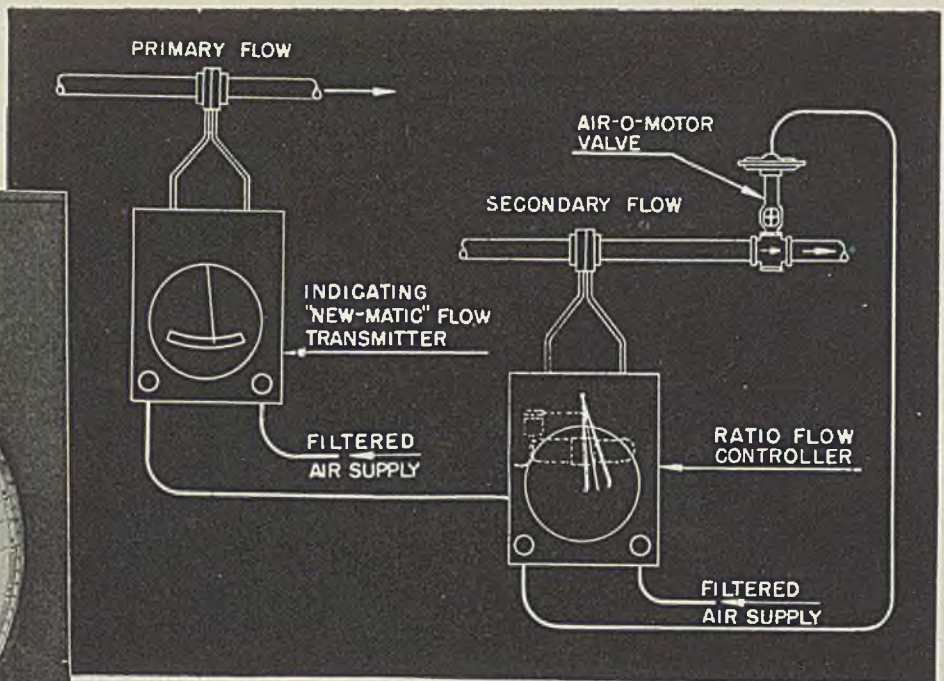 PRIMARY FLOW
AIR-O-MOTOR
VALVE
SECONDARY FLOW
INDICATING
"NEW-MATIC" FLOW
TRANSMITTER
RATIO FLOW
CONTROLLER
FILTERED
AIR SUPPLY
FILTERED
AIR SUPPLY